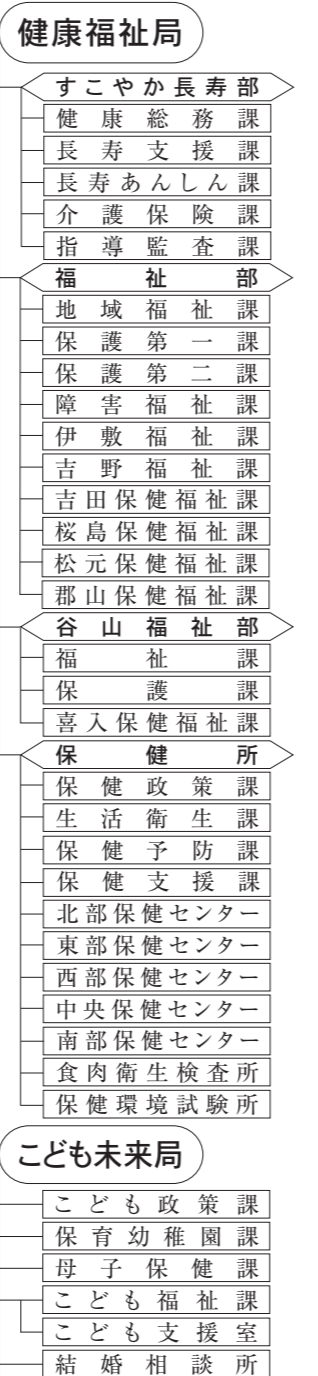 健康福祉局
すこやか長寿部
健康総務課
長寿支援課
長寿あんしん課
介護保険課
指導監査課
福祉部
地域福祉課
保護第一課
保護第二課
障害福祉課
伊敷福祉課
吉野福祉課
吉田保健福祉課
桜島保健福祉課
松元保健福祉課
郡山保健福祉課
谷山福祉部
福祉課
保護課
喜入保健福祉課
保健所
保健政策課
生活衛生課
保健予防課
保健支援課
北部保健センター
東部保健センター
西部保健センター
中央保健センター
南部保健センター
食肉衛生検査所
保健環境試験所
こども未来局
こども政策課
保育幼稚園課
母子保健課
こども福祉課
こども支援室
結婚相談所